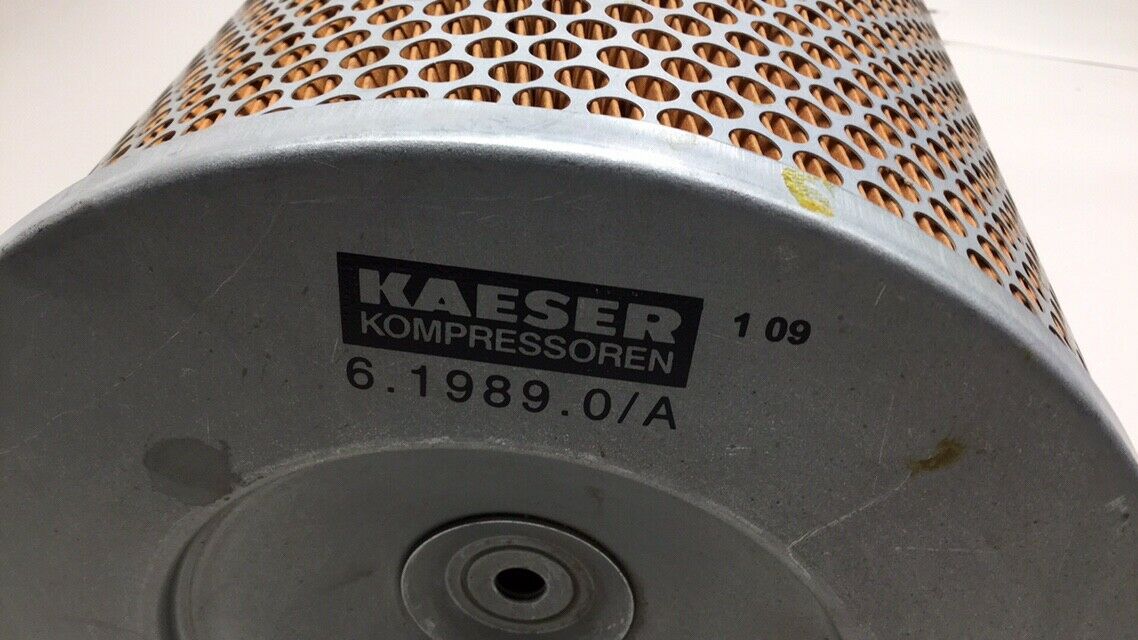 KAESER
KOMPRESSOREN
1 09
6.1989.0/A